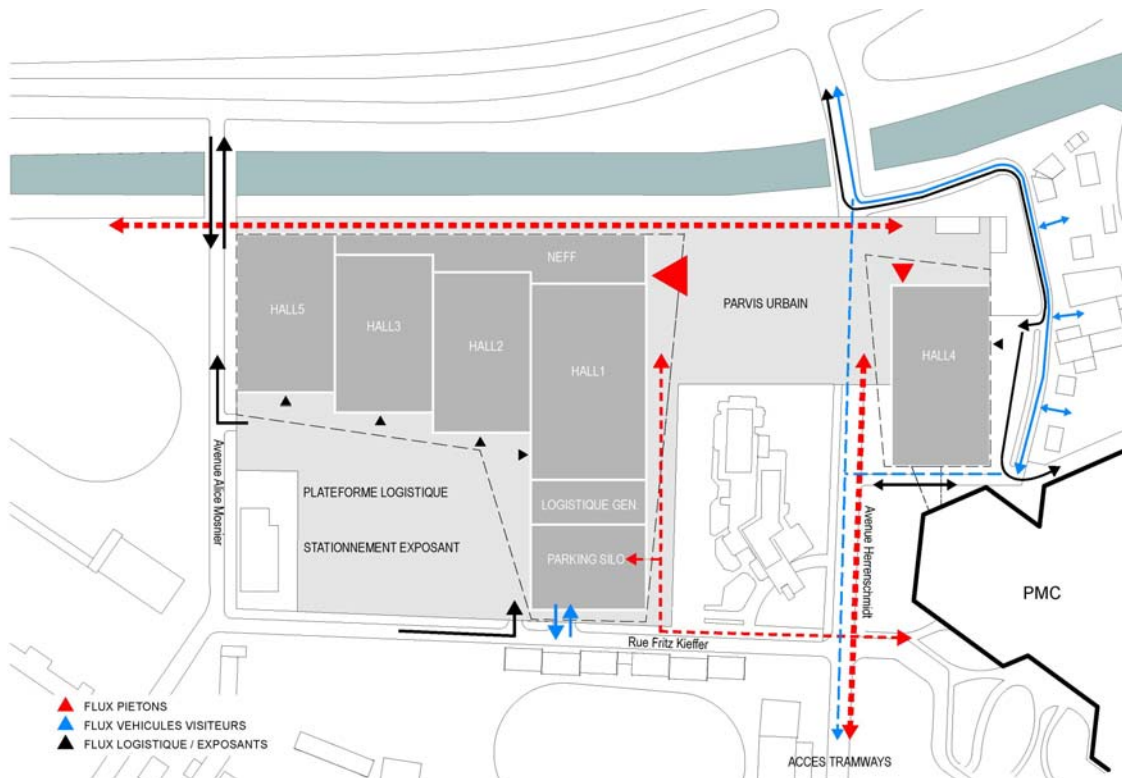 NEFF
HALL5
HALL3
HALL2
HALL1
PARVIS URBAIN
HALL4
Avenue Alice Mosnier
PLATEFORME LOGISTIQUE
STATIONNEMENT EXPOSANT
LOGISTIQUE GEN.
PARKING SILO
Avenue Herrenschmidt
PMC
Rue Fritz Kieffer
FLUX PIETONS
FLUX VEHICULES VISITEURS
FLUX LOGISTIQUE / EXPOSANTS
ACCES TRAMWAYS